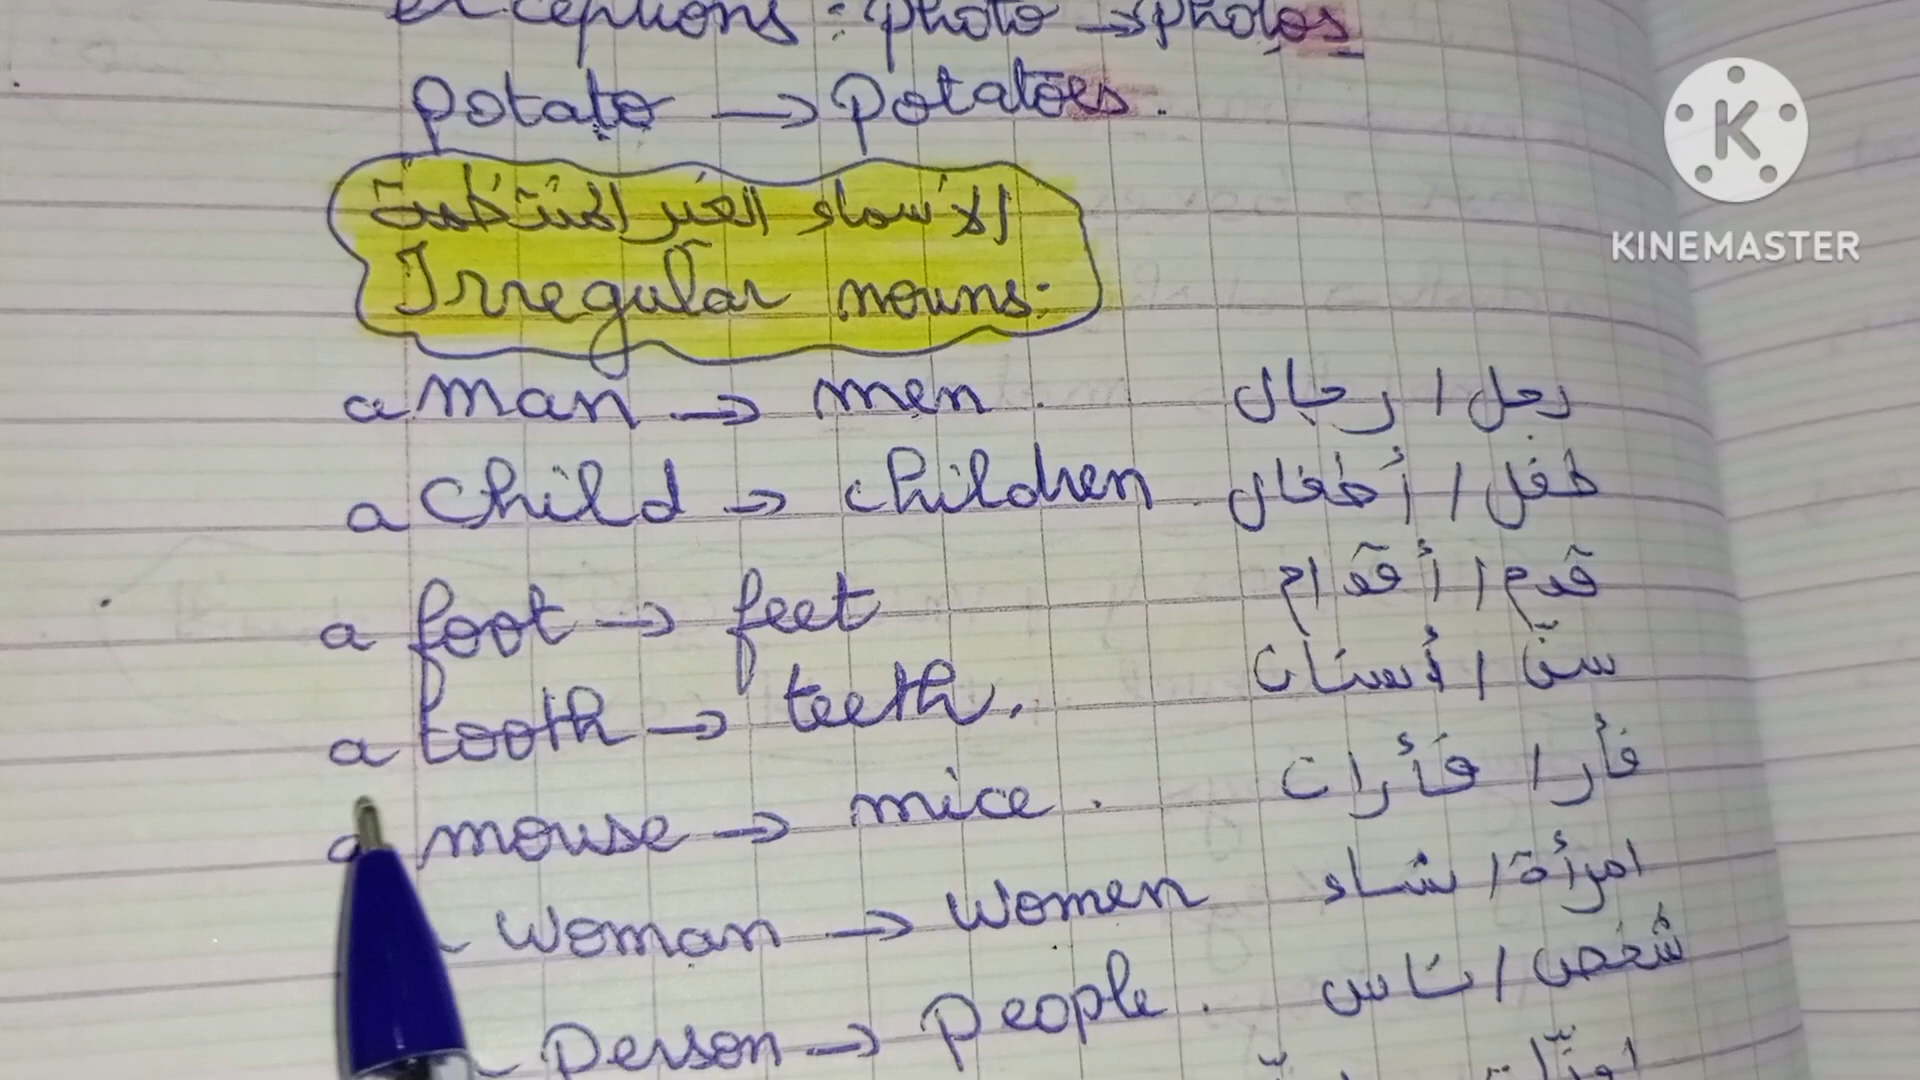 exceptions : photo → photos
potato → potatoes.
الأسماء الغير المنتظمة
Irregular nouns.
a man → men . رجل / رجال
a child → children . طفل / أطفال
a foot → feet قدم / أقدام
a tooth → teeth . سنّ / أسنان
a mouse → mice . فأر / فأرات
woman → women امرأة / نساء
person → people . شخص / ناس
KINEMASTER